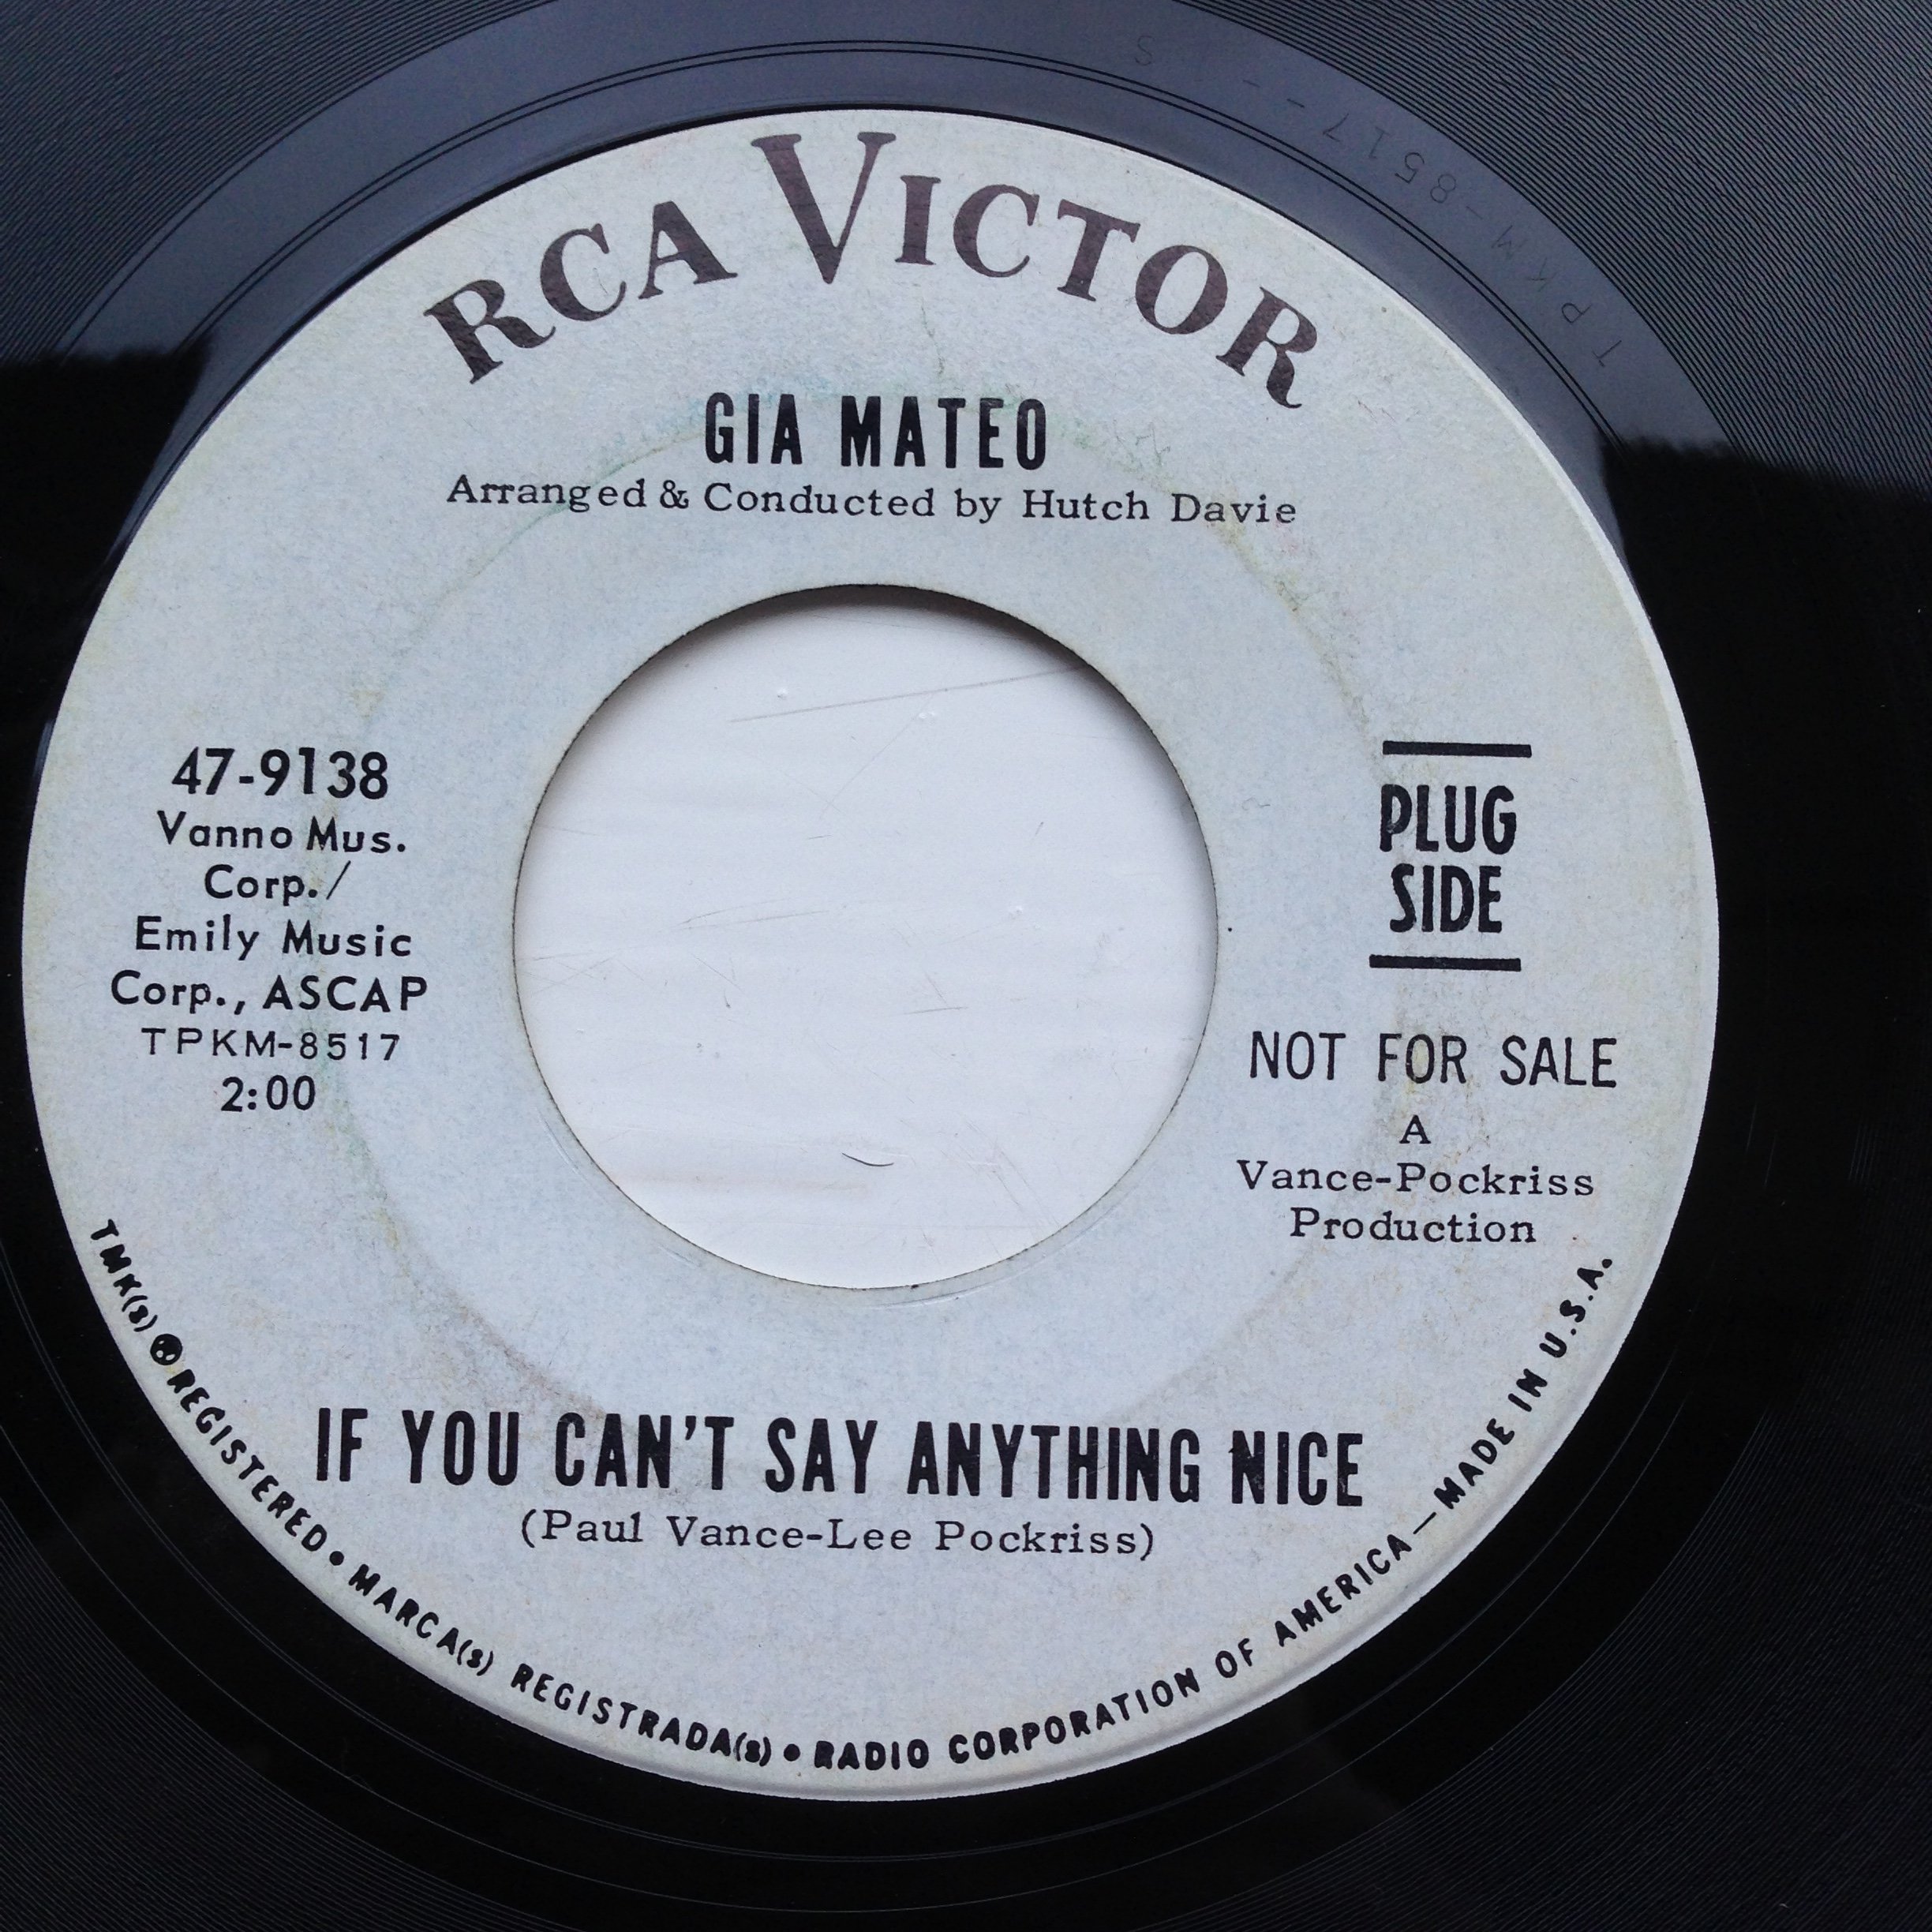 RCA VICTOR
GIA MATEO
Arranged & Conducted by Hutch Davie
47-9138
Vanno Mus.
Corp./
Emily Music
Corp., ASCAP
TPKM-8517
2:00
PLUG
SIDE
NOT FOR SALE
A
Vance-Pockriss
Production
IF YOU CAN'T SAY ANYTHING NICE
(Paul Vance-Lee Pockriss)
TMK(s) ® REGISTERED • MARCA(s) REGISTRADA(s) • RADIO CORPORATION OF AMERICA—MADE IN U.S.A.
TPKM-8517